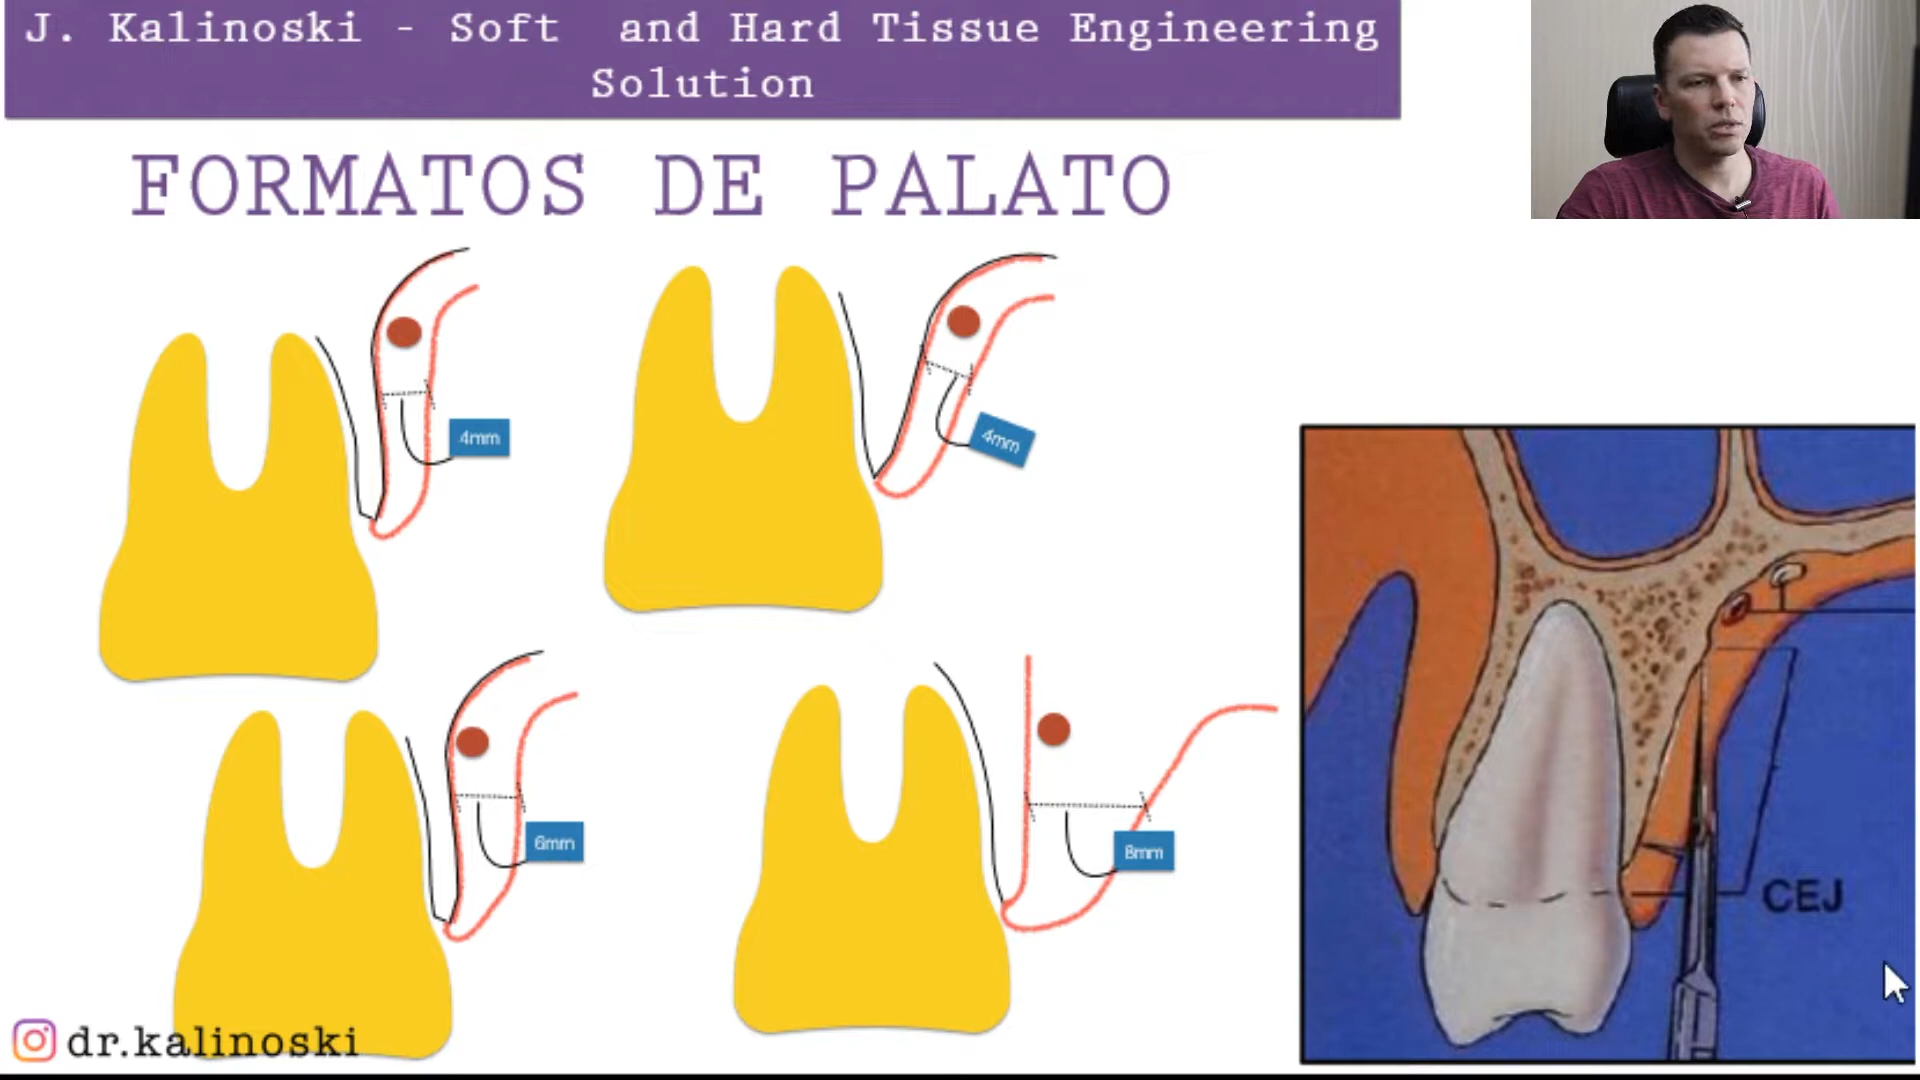 J. Kalinoski - Soft and Hard Tissue Engineering
Solution
FORMATOS DE PALATO
4mm
4mm
6mm
8mm
CEJ
dr.kalinoski